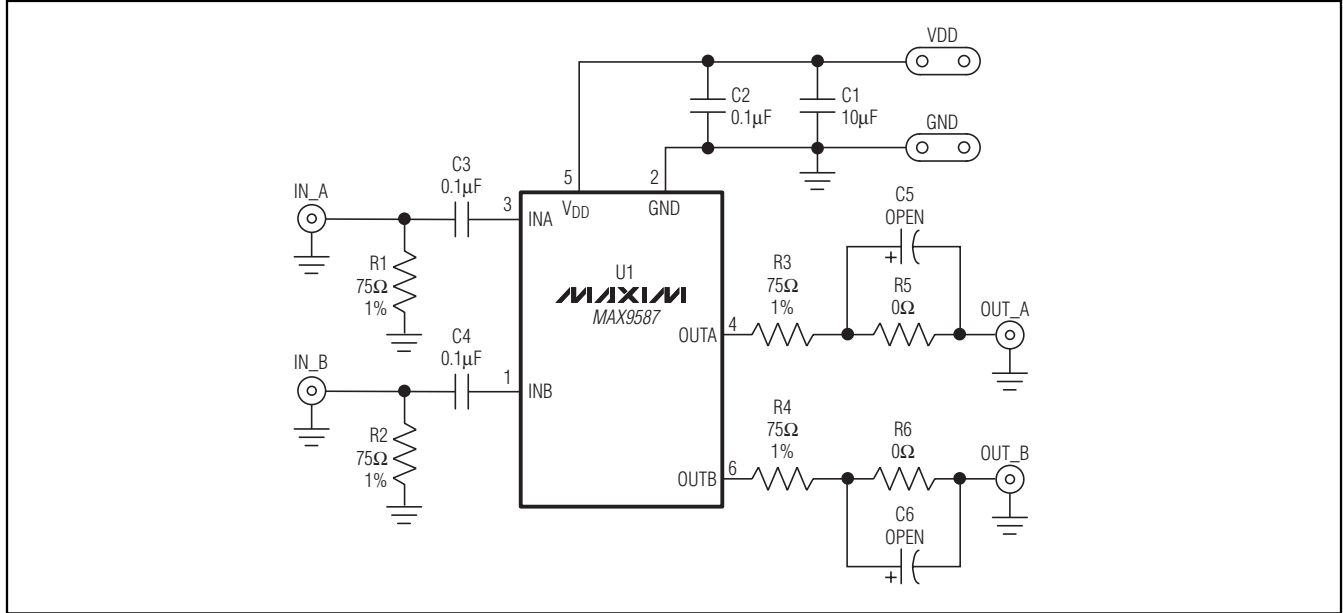 VDD
C2
0.1µF
C1
10µF
GND
C3
0.1µF
IN_A
3
INA
5
VDD
2
GND
R1
75Ω
1%
U1
MAXIM
MAX9587
C5
OPEN
+
R3
75Ω
1%
R5
0Ω
OUTA
4
OUT_A
IN_B
C4
0.1µF
1
INB
R2
75Ω
1%
R4
75Ω
1%
R6
0Ω
OUTB
6
OUT_B
C6
OPEN
+